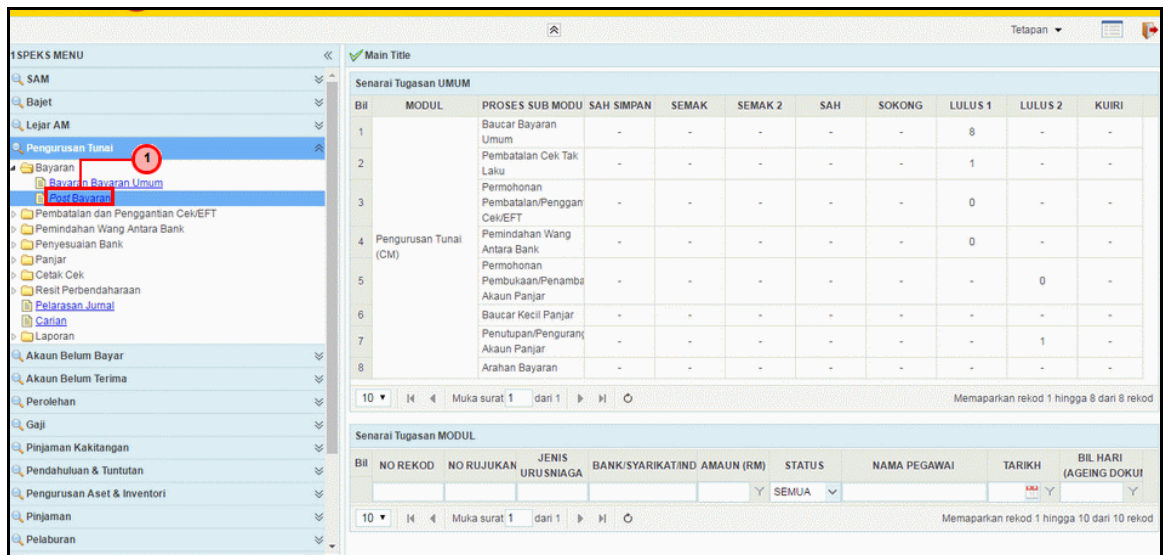 Tetapan
1SPEKS MENU
SAM
Bajet
Lejar AM
Pengurusan Tunai
1
Bayaran
Bayaran Bayaran Umum
Post Bayaran
Pembatalan dan Penggantian Cek/EFT
Pemindahan Wang Antara Bank
Penyesuaian Bank
Panjar
Cetak Cek
Resit Perbendaharaan
Pelarasan Jurnal
Carian
Laporan
Akaun Belum Bayar
Akaun Belum Terima
Perolehan
Gaji
Pinjaman Kakitangan
Pendahuluan & Tuntutan
Pengurusan Aset & Inventori
Pinjaman
Pelaburan
Main Title
Senarai Tugasan UMUM
Bil MODUL PROSES SUB MODU SAH SIMPAN SEMAK SEMAK 2 SAH SOKONG LULUS 1 LULUS 2 KUIRI
Pengurusan Tunai
(CM)
1 Baucar Bayaran
Umum - - - - - 8 - -
2 Pembatalan Cek Tak
Laku - - - - - 1 - -
3 Permohonan
Pembatalan/Penggan - - - - - 0 - -
Cek/EFT
4 Pemindahan Wang
Antara Bank - - - - - 0 - -
5 Permohonan
Pembukaan/Penamba - - - - - - 0 -
Akaun Panjar
6 Baucar Kecil Panjar - - - - - - - -
7 Penutupan/Pengurang
Akaun Panjar - - - - - - 1 -
8 Arahan Bayaran - - - - - - - -
10 Muka surat 1 dari 1 Memaparkan rekod 1 hingga 8 dari 8 rekod
Senarai Tugasan MODUL
Bil NO REKOD NO RUJUKAN JENIS URUSNIAGA BANK/SYARIKAT/IND AMAUN (RM) STATUS NAMA PEGAWAI TARIKH BIL HARI (AGEING DOKU
SEMUA
10 Muka surat 1 dari 1 Memaparkan rekod 1 hingga 10 dari 10 rekod